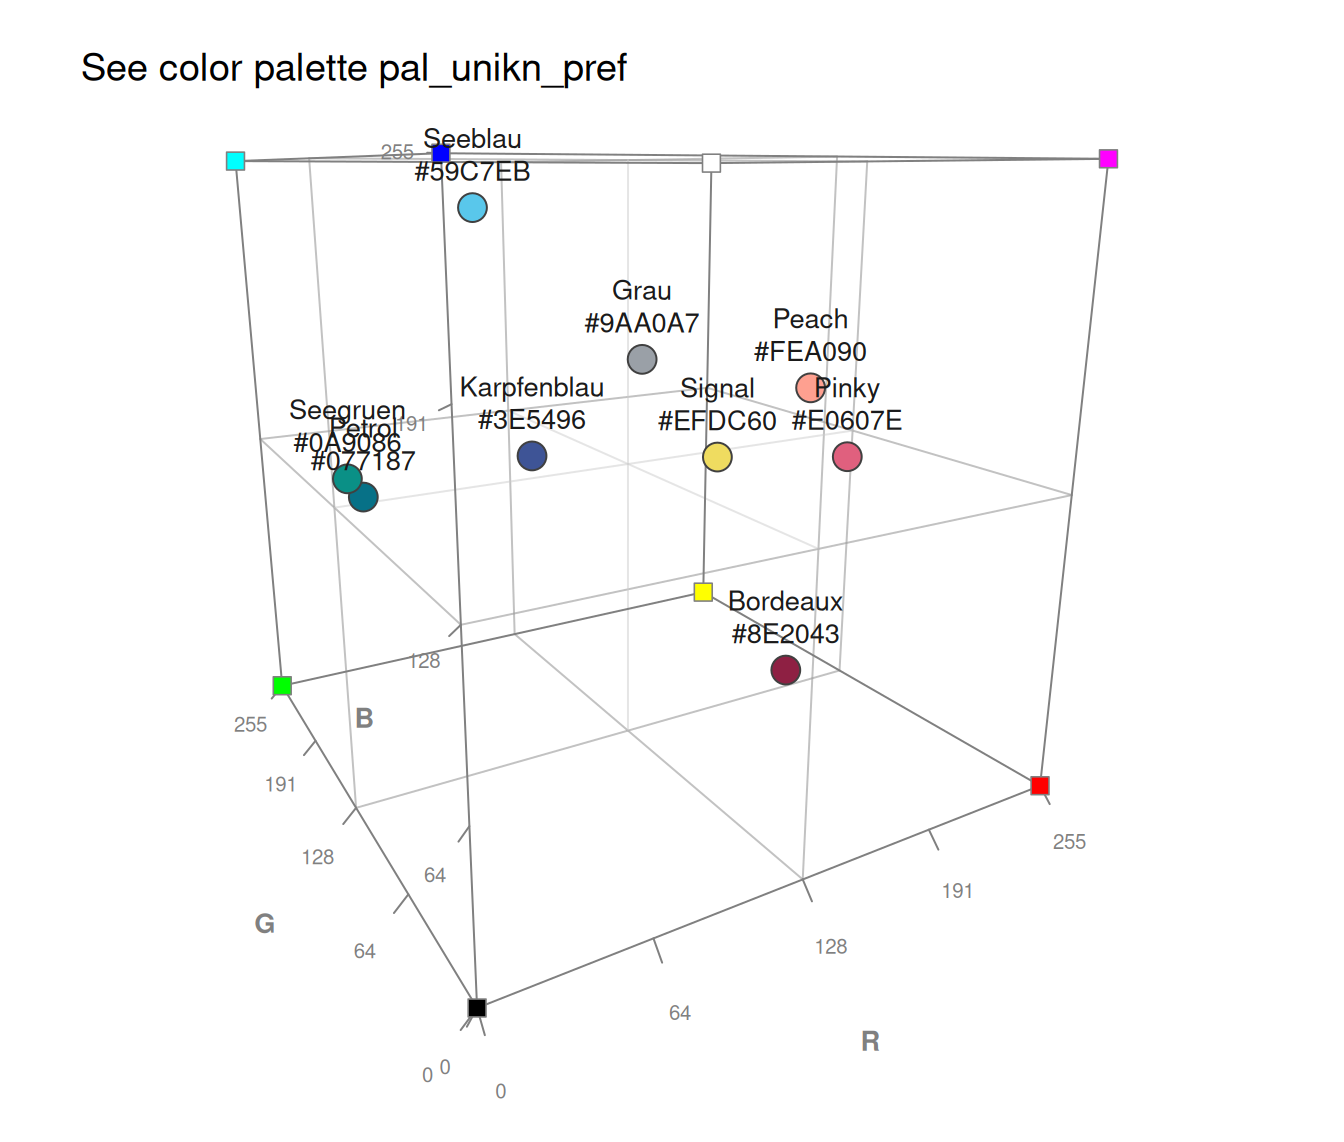 See color palette pal_unikn_pref
255
Seeblau
#59C7EB
Grau
#9AA0A7
Peach
#FEA090
Karpfenblau
#3E5496
Signal
#EFDC60
Pinky
#E0607E
Seegruen
#0A9086
Petrol
#077187
191
Bordeaux
#8E2043
128
B
255
191
128
64
G
64
255
191
128
64
R
0
0
0